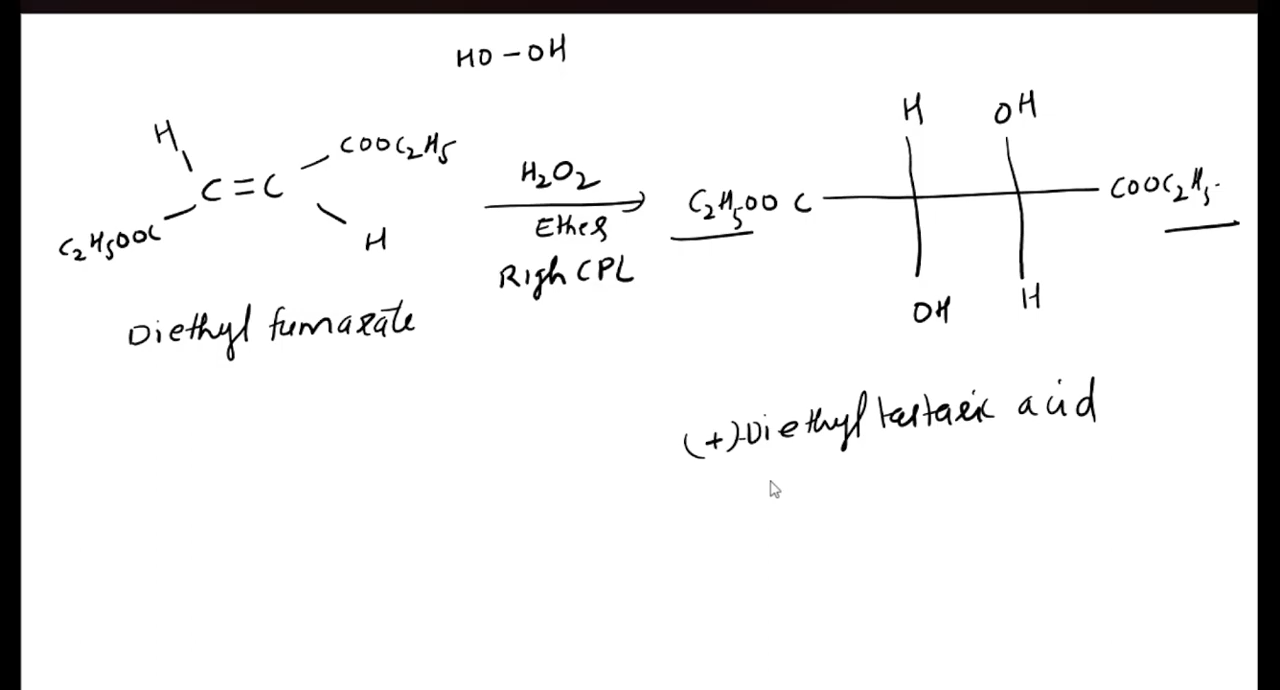 HO-OH
H
COOC2H5
C=C
C2H5OOC
H
Diethyl fumarate
H2O2
Ether
Righ CPL
H OH
C2H5OOC COOC2H5
OH H
(+)-Diethyl tartaric acid